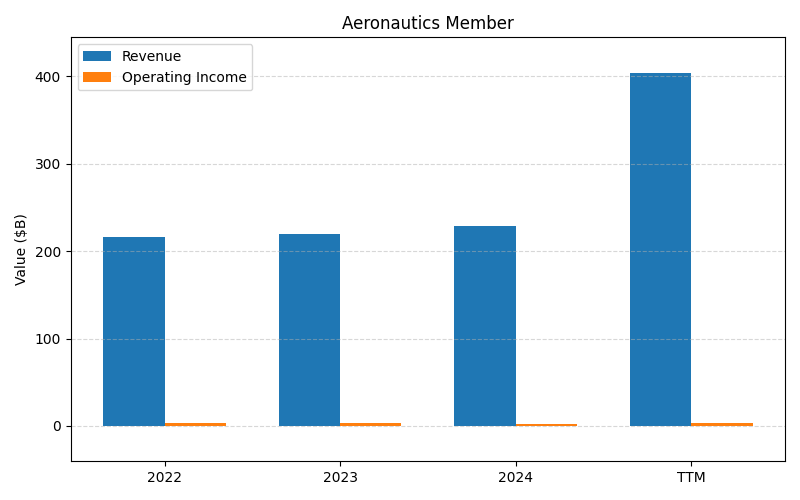 Aeronautics Member
Revenue
Operating Income
Value ($B)
400
300
200
100
0
2022
2023
2024
TTM